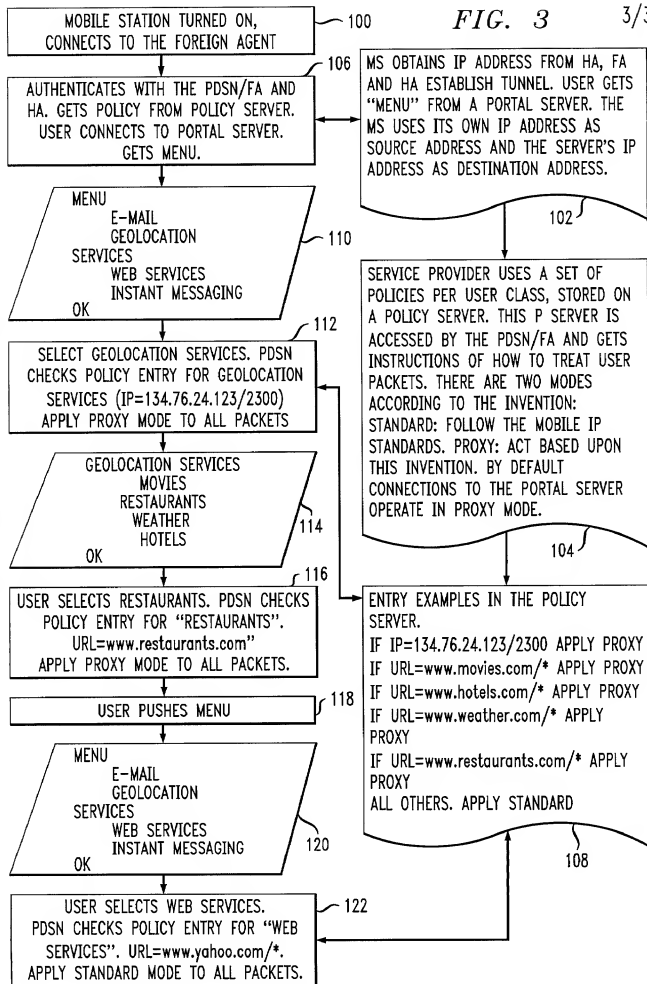 FIG. 3
3/3
MOBILE STATION TURNED ON,
CONNECTS TO THE FOREIGN AGENT
100
106
AUTHENTICATES WITH THE PDSN/FA AND
HA. GETS POLICY FROM POLICY SERVER.
USER CONNECTS TO PORTAL SERVER.
GETS MENU.
MENU
E-MAIL
GEOLOCATION
SERVICES
WEB SERVICES
INSTANT MESSAGING
OK
110
112
SELECT GEOLOCATION SERVICES. PDSN
CHECKS POLICY ENTRY FOR GEOLOCATION
SERVICES (IP=134.76.24.123/2300)
APPLY PROXY MODE TO ALL PACKETS
GEOLOCATION SERVICES
MOVIES
RESTAURANTS
WEATHER
HOTELS
OK
114
116
USER SELECTS RESTAURANTS. PDSN CHECKS
POLICY ENTRY FOR "RESTAURANTS".
URL=www.restaurants.com"
APPLY PROXY MODE TO ALL PACKETS.
USER PUSHES MENU
118
MENU
E-MAIL
GEOLOCATION
SERVICES
WEB SERVICES
INSTANT MESSAGING
OK
120
USER SELECTS WEB SERVICES.
PDSN CHECKS POLICY ENTRY FOR "WEB
SERVICES". URL=www.yahoo.com/*.
APPLY STANDARD MODE TO ALL PACKETS.
122
MS OBTAINS IP ADDRESS FROM HA, FA
AND HA ESTABLISH TUNNEL. USER GETS
"MENU" FROM A PORTAL SERVER. THE
MS USES ITS OWN IP ADDRESS AS
SOURCE ADDRESS AND THE SERVER'S IP
ADDRESS AS DESTINATION ADDRESS.
102
SERVICE PROVIDER USES A SET OF
POLICIES PER USER CLASS, STORED ON
A POLICY SERVER. THIS P SERVER IS
ACCESSED BY THE PDSN/FA AND GETS
INSTRUCTIONS OF HOW TO TREAT USER
PACKETS. THERE ARE TWO MODES
ACCORDING TO THE INVENTION:
STANDARD: FOLLOW THE MOBILE IP
STANDARDS. PROXY: ACT BASED UPON
THIS INVENTION. BY DEFAULT
CONNECTIONS TO THE PORTAL SERVER
OPERATE IN PROXY MODE.
104
ENTRY EXAMPLES IN THE POLICY
SERVER.
IF IP=134.76.24.123/2300 APPLY PROXY
IF URL=www.movies.com/* APPLY PROXY
IF URL=www.hotels.com/* APPLY PROXY
IF URL=www.weather.com/* APPLY
PROXY
IF URL=www.restaurants.com/* APPLY
PROXY
ALL OTHERS. APPLY STANDARD
108